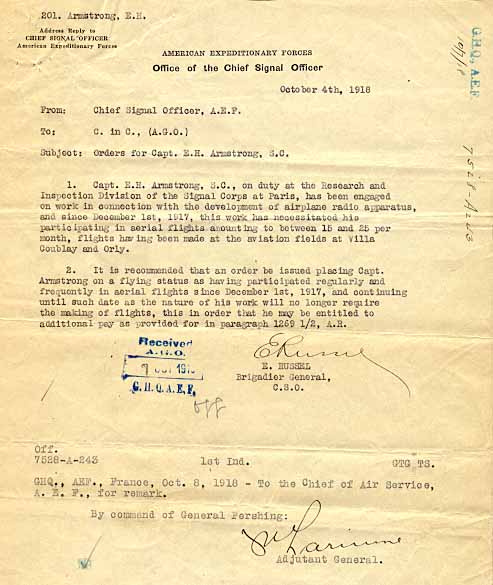 201. Armstrong, E.H.
Address Reply to
CHIEF SIGNAL OFFICER
American Expeditionary Forces
G.H.Q., A.E.F.
AMERICAN EXPEDITIONARY FORCES
Office of the Chief Signal Officer
October 4th, 1918
From: Chief Signal Officer, A.E.F.
To: C. in C., (A.G.O.)
Subject: Orders for Capt. E.H. Armstrong, S.C.
1. Capt. E.H. Armstrong, S.C., on duty at the Research and
Inspection Division of the Signal Corps at Paris, has been engaged
on work in connection with the development of airplane radio apparatus,
and since December 1st, 1917, this work has necessitated his
participating in aerial flights amounting to between 15 and 25 per
month, flights having been made at the aviation fields at Villa
Coublay and Orly.
2. It is recommended that an order be issued placing Capt.
Armstrong on a flying status as having participated regularly and
frequently in aerial flights since December 1st, 1917, and continuing
until such date as the nature of his work will no longer require
the making of flights, this in order that he may be entitled to
additional pay as provided for in paragraph 1269 1/2, A.R.
Received
A.G.O.
G.H.Q.A.E.F.
E. RUSSEL
Brigadier General,
C.S.O.
off
Off.
7528-A-243 1st Ind. GTG TS.
GHQ., AEF., France, Oct. 8, 1918 - To the Chief of Air Service,
A. E. F., for remark.
By command of General Pershing:
Adjutant General.